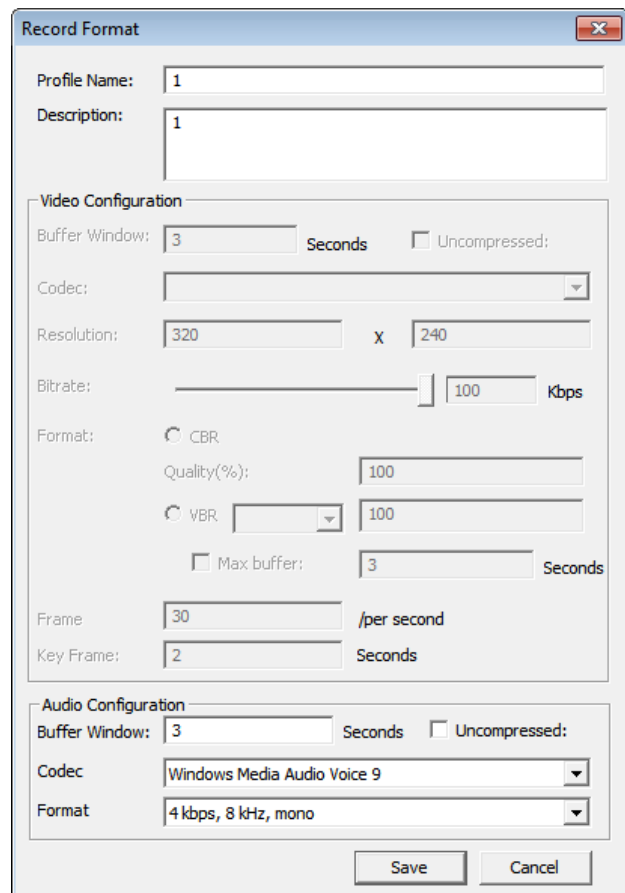 Record Format
Profile Name: 1
Description: 1
Video Configuration
Buffer Window: 3 Seconds Uncompressed:
Codec:
Resolution: 320 X 240
Bitrate: 100 Kbps
Format: CBR
Quality(%): 100
VBR 100
Max buffer: 3 Seconds
Frame 30 /per second
Key Frame: 2 Seconds
Audio Configuration
Buffer Window: 3 Seconds Uncompressed:
Codec Windows Media Audio Voice 9
Format 4 kbps, 8 kHz, mono
Save Cancel